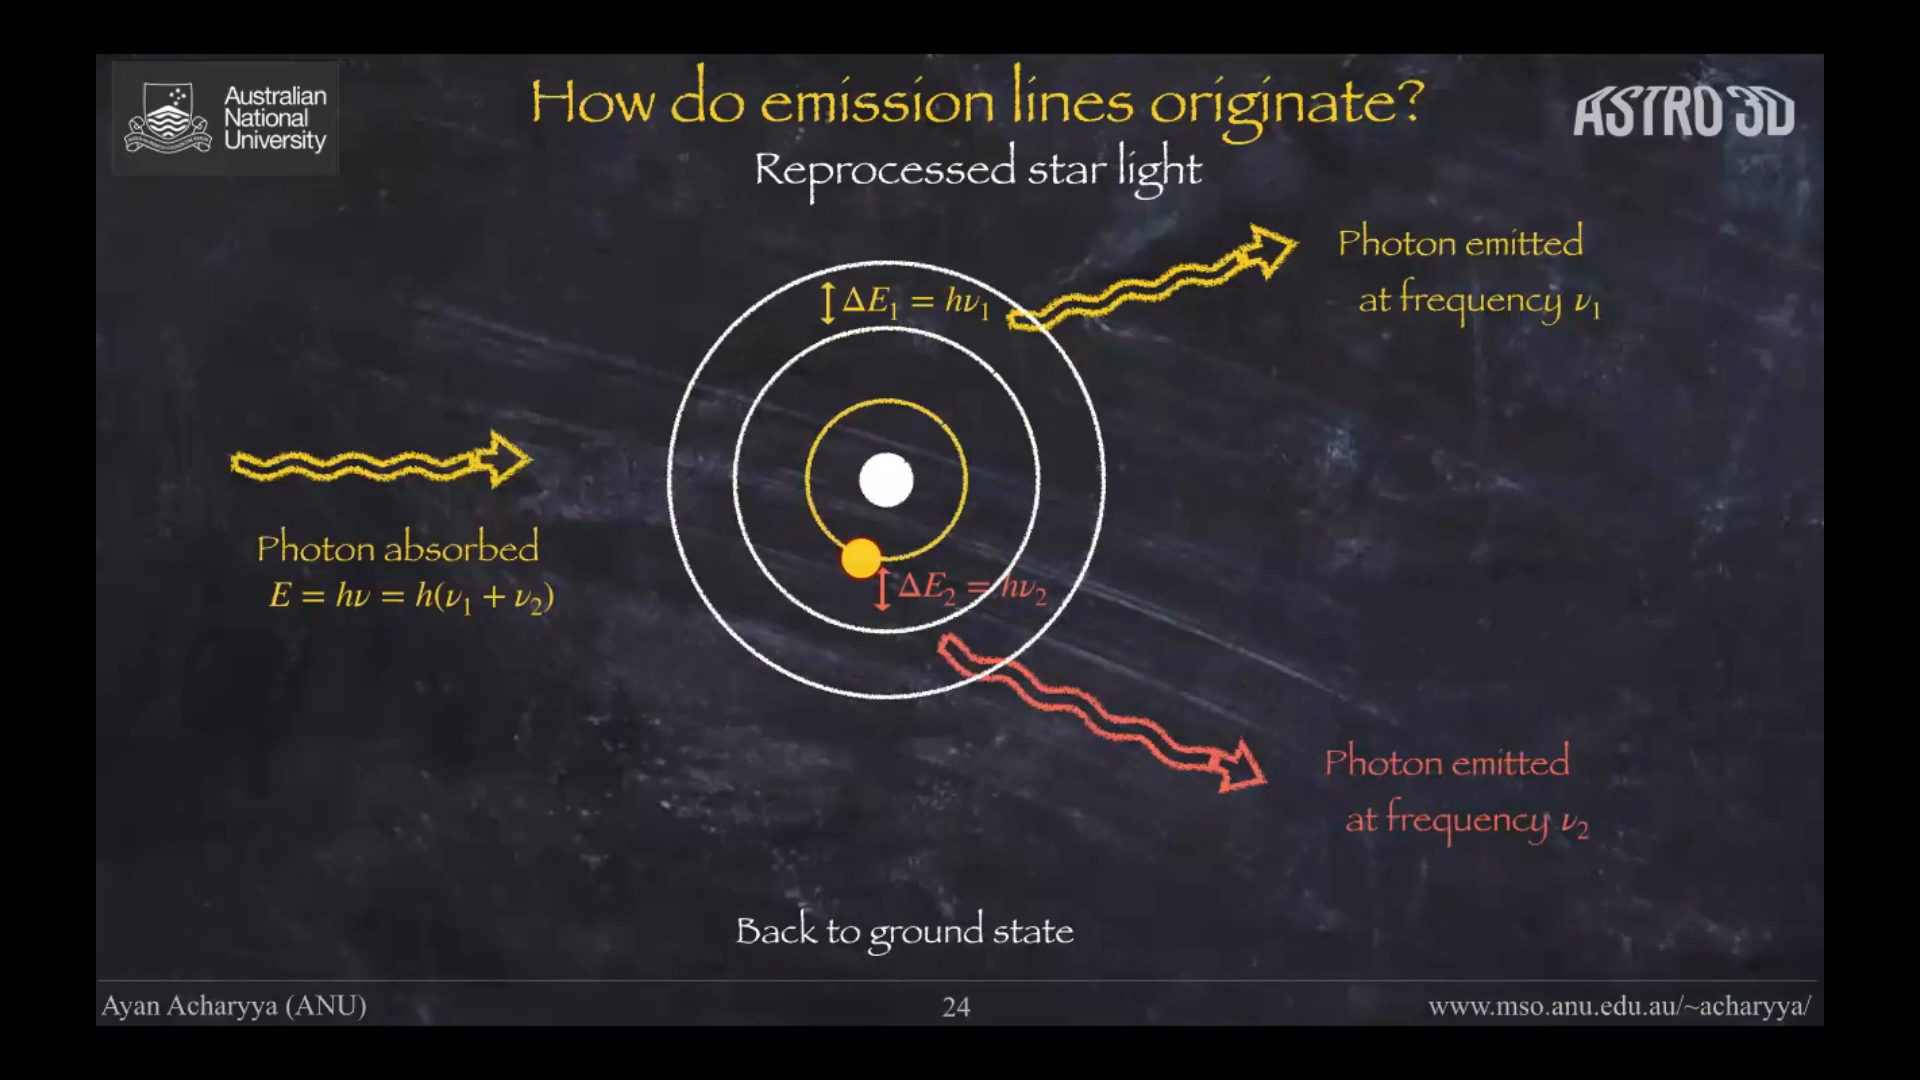 Australian
National
University
How do emission lines originate?
ASTRO 3D
Reprocessed star light
Photon emitted
at frequency ν₁
ΔE₁ = hν₁
Photon absorbed
E = hν = h(ν₁ + ν₂)
ΔE₂ = hν₂
Photon emitted
at frequency ν₂
Back to ground state
Ayan Acharyya (ANU)
24
www.mso.anu.edu.au/~acharyya/